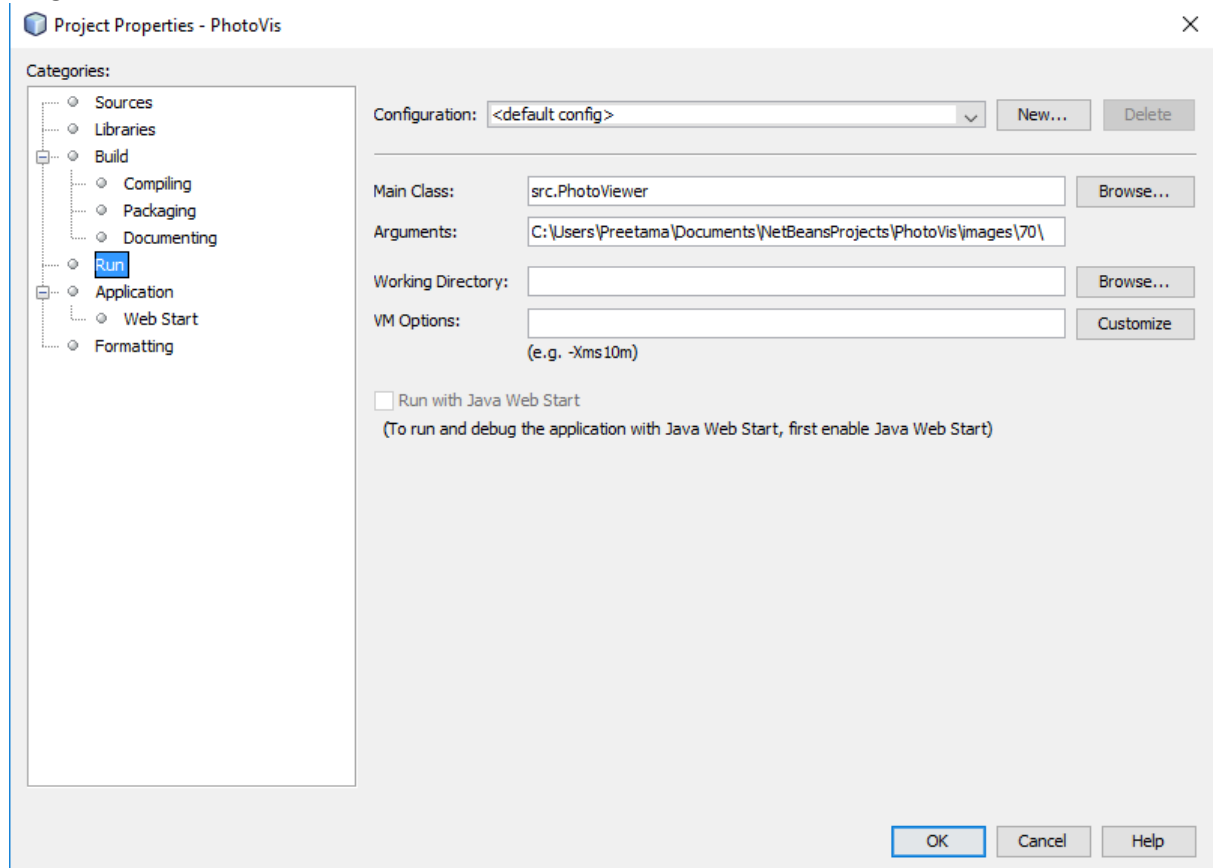 Project Properties - PhotoVis
Categories:
Sources
Libraries
Build
Compiling
Packaging
Documenting
Run
Application
Web Start
Formatting
Configuration: <default config> New... Delete
Main Class: src.PhotoViewer Browse...
Arguments: C:\Users\Preetama\Documents\NetBeansProjects\PhotoVis\images\70\
Working Directory: Browse...
VM Options: Customize
(e.g. -Xms10m)
Run with Java Web Start
(To run and debug the application with Java Web Start, first enable Java Web Start)
OK Cancel Help